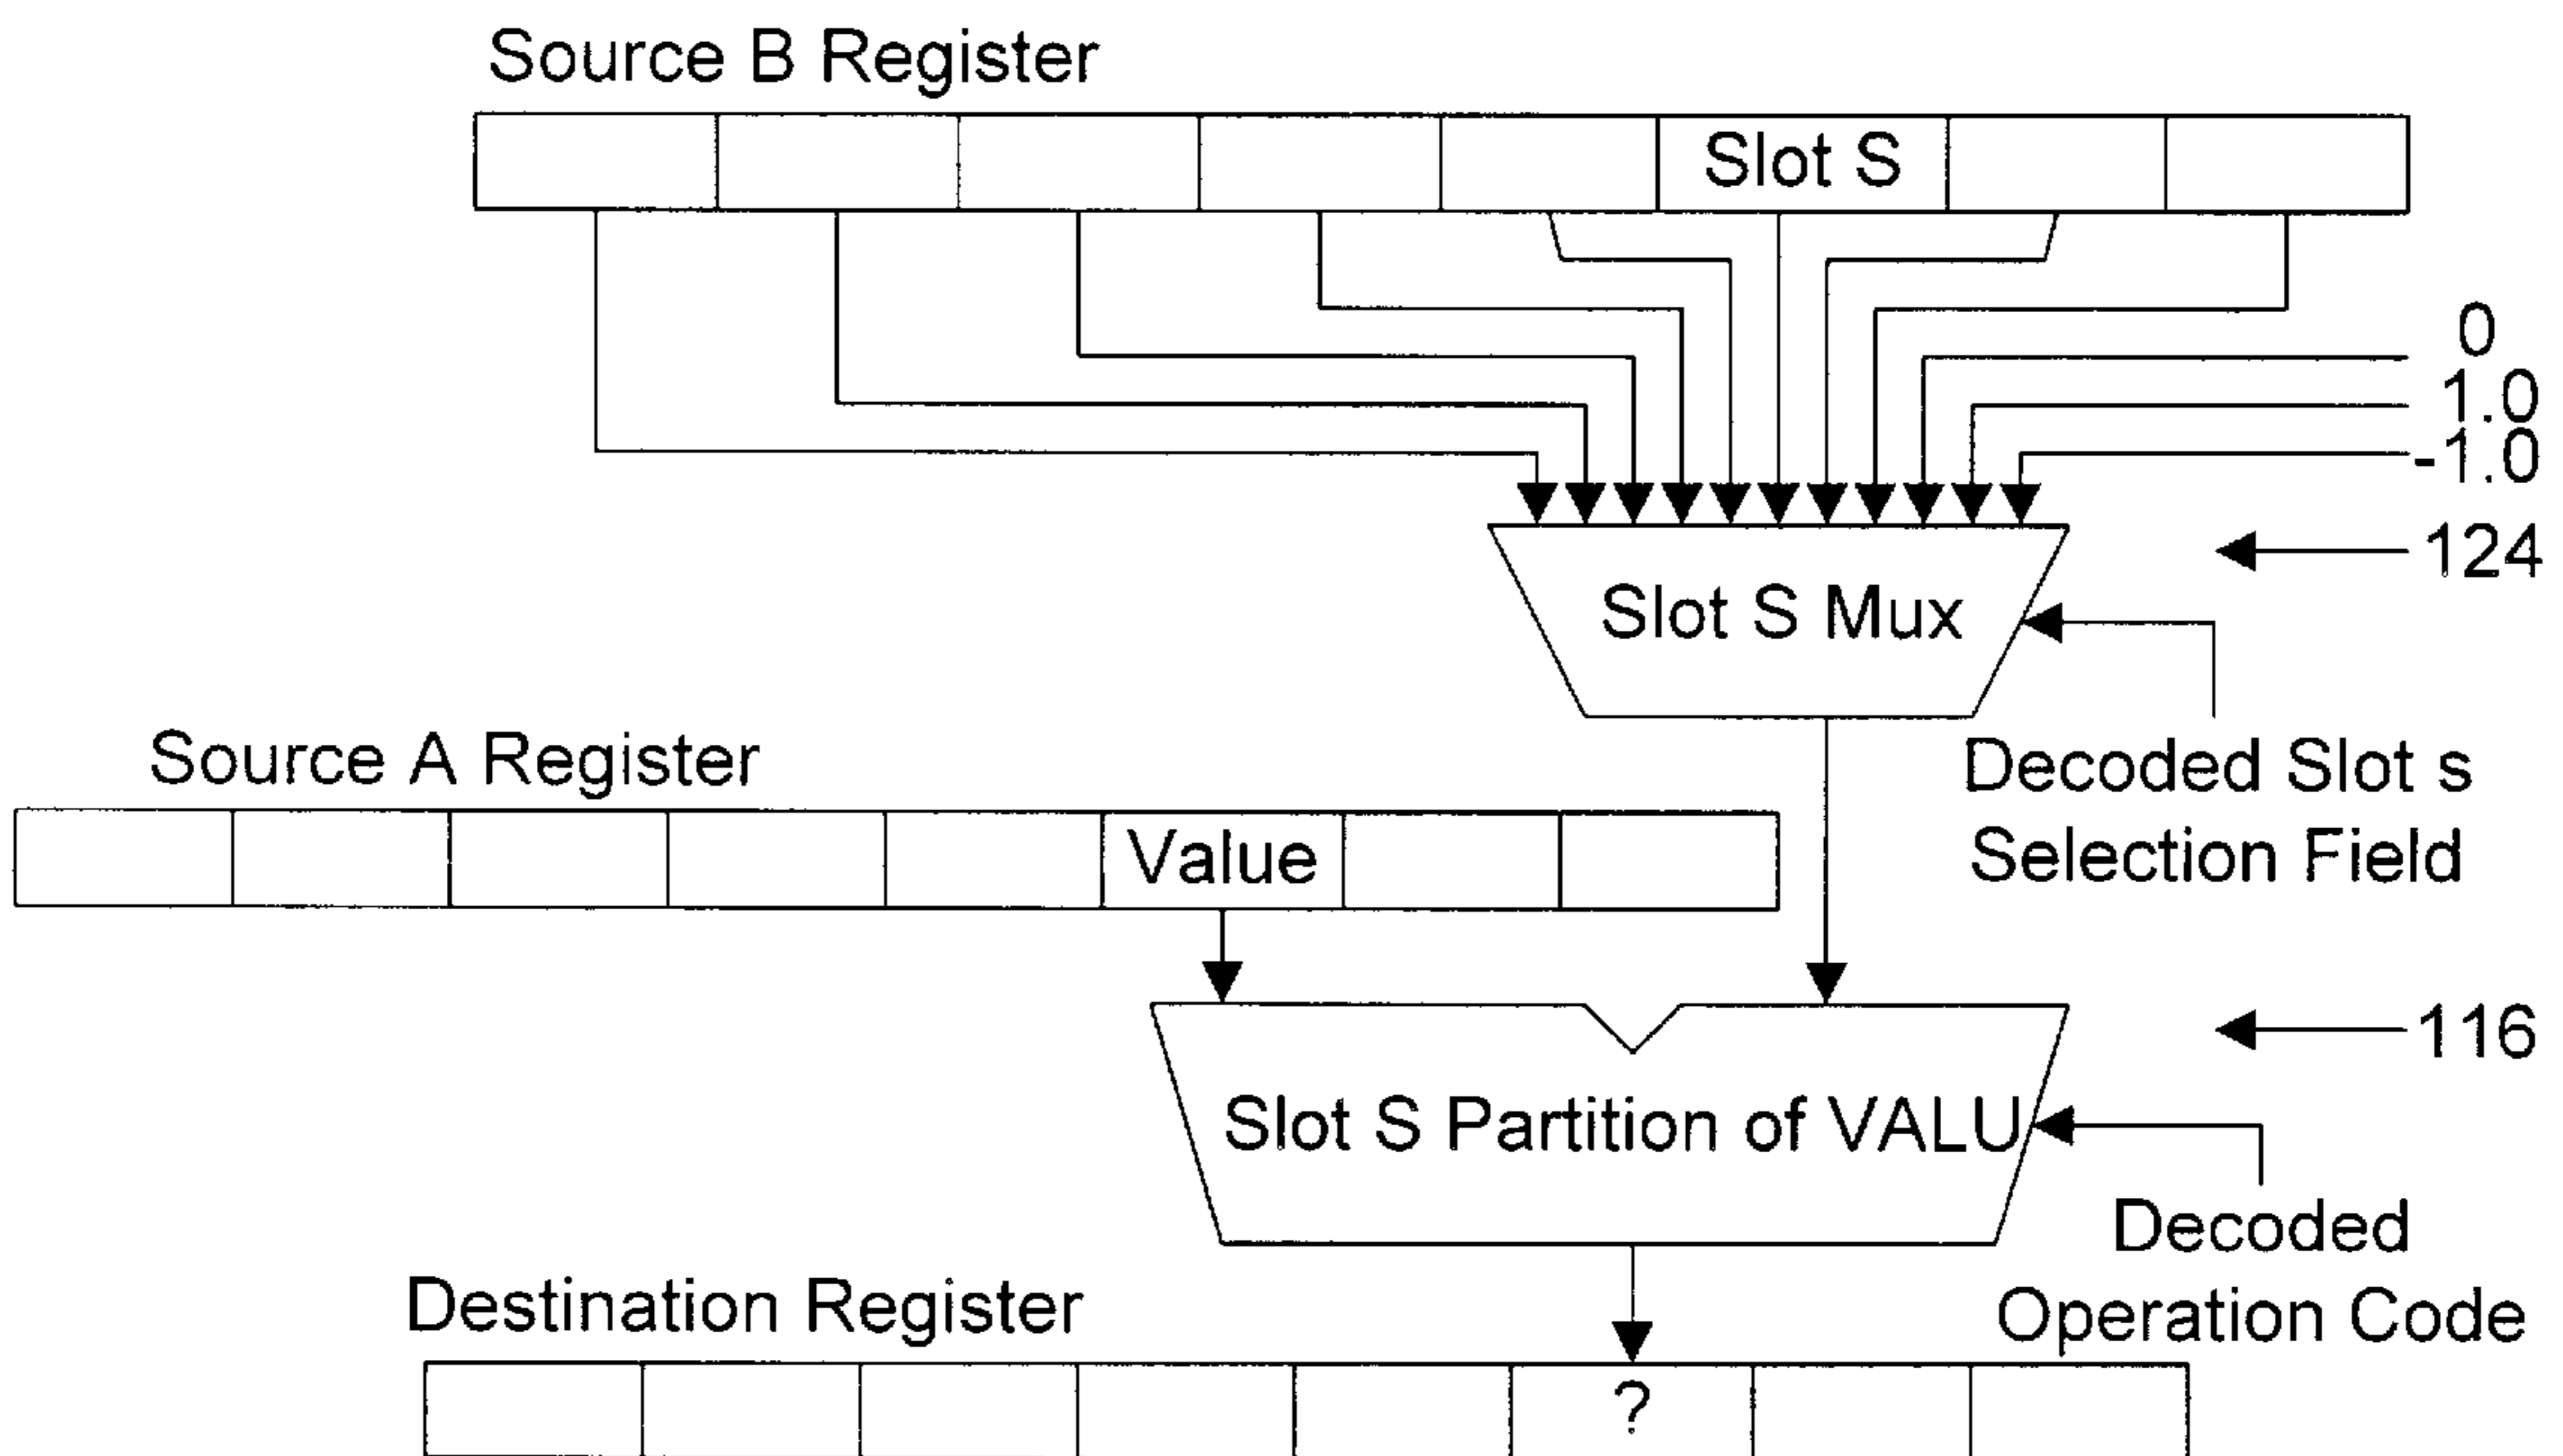 Source B Register
Slot S
0
1.0
-1.0
124
Slot S Mux
Source A Register
Decoded Slot s
Selection Field
Value
116
Slot S Partition of VALU
Decoded
Operation Code
Destination Register
?